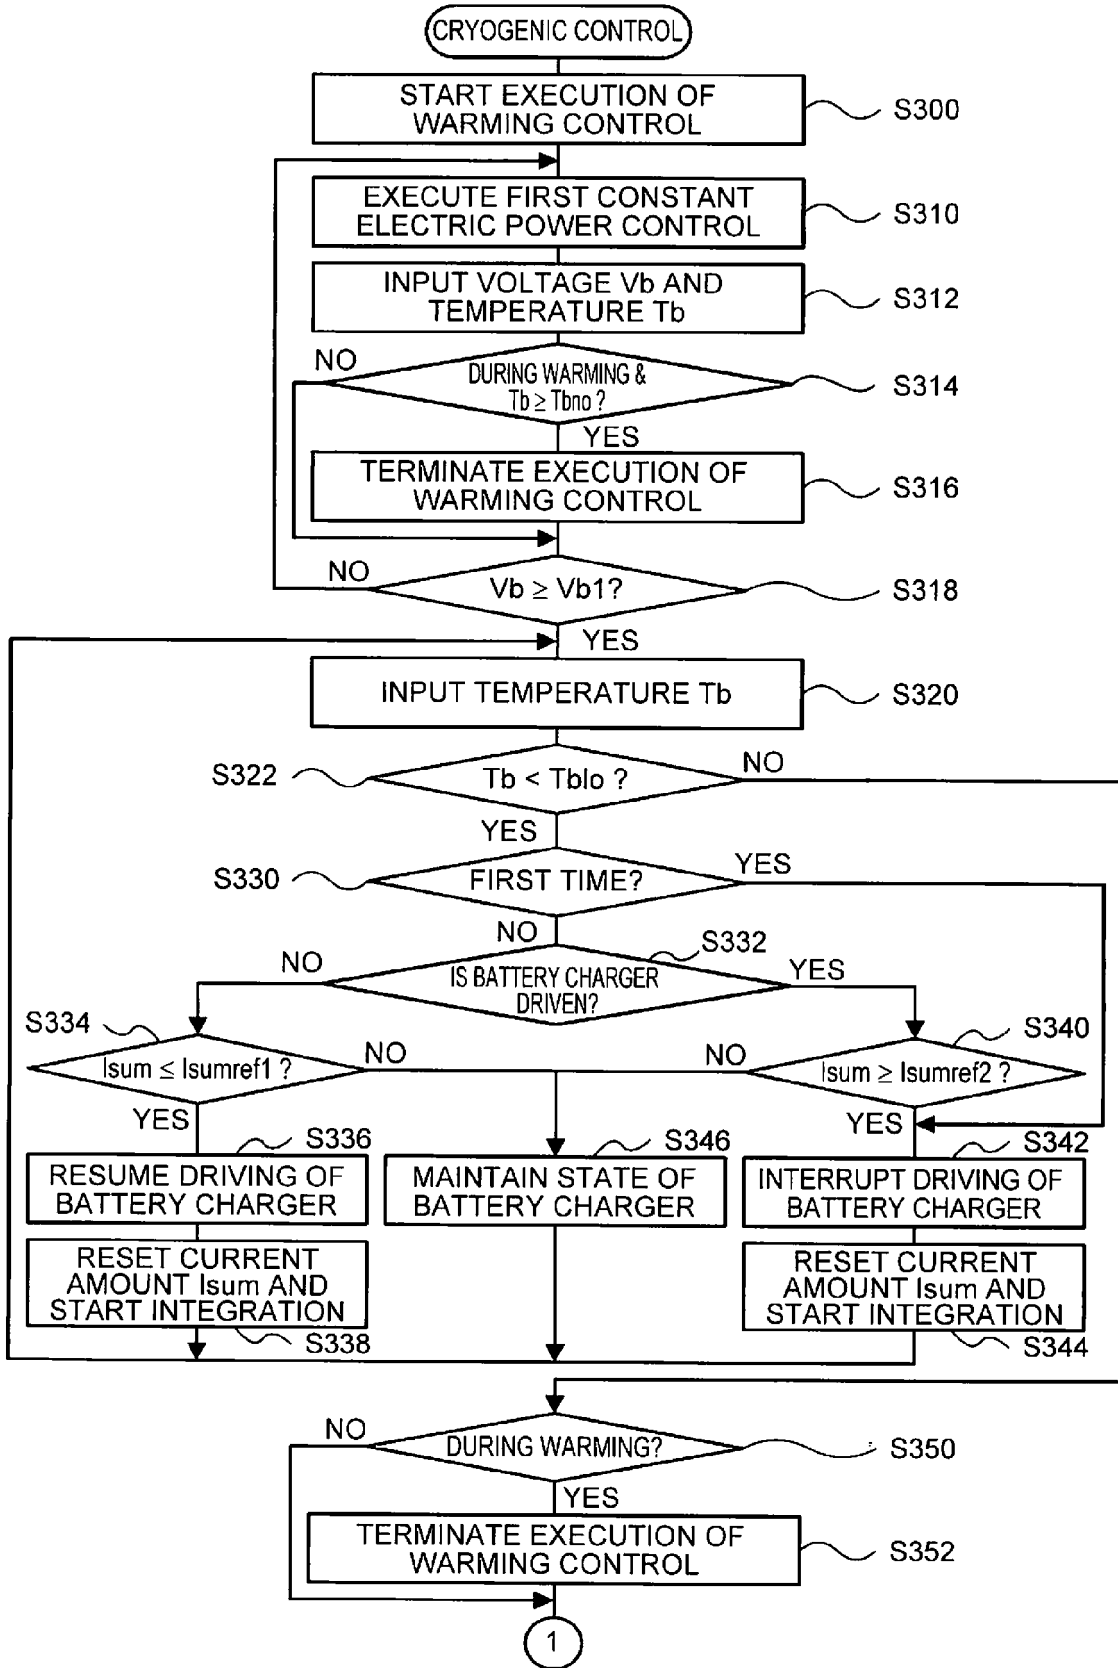 CRYOGENIC CONTROL
START EXECUTION OF
WARMING CONTROL
S300
EXECUTE FIRST CONSTANT
ELECTRIC POWER CONTROL
S310
INPUT VOLTAGE Vb AND
TEMPERATURE Tb
S312
NO
DURING WARMING &
Tb ≥ Tbno ?
S314
YES
TERMINATE EXECUTION OF
WARMING CONTROL
S316
NO
Vb ≥ Vb1?
S318
YES
INPUT TEMPERATURE Tb
S320
S322
Tb < Tblo ?
NO
YES
S330
FIRST TIME?
YES
NO
S332
NO
IS BATTERY CHARGER
DRIVEN?
YES
S334
Isum ≤ Isumref1 ?
NO
NO
S340
Isum ≥ Isumref2 ?
YES
YES
S336
RESUME DRIVING OF
BATTERY CHARGER
S346
MAINTAIN STATE OF
BATTERY CHARGER
S342
INTERRUPT DRIVING OF
BATTERY CHARGER
RESET CURRENT
AMOUNT Isum AND
START INTEGRATION
S338
RESET CURRENT
AMOUNT Isum AND
START INTEGRATION
S344
NO
DURING WARMING?
S350
YES
TERMINATE EXECUTION OF
WARMING CONTROL
S352
1